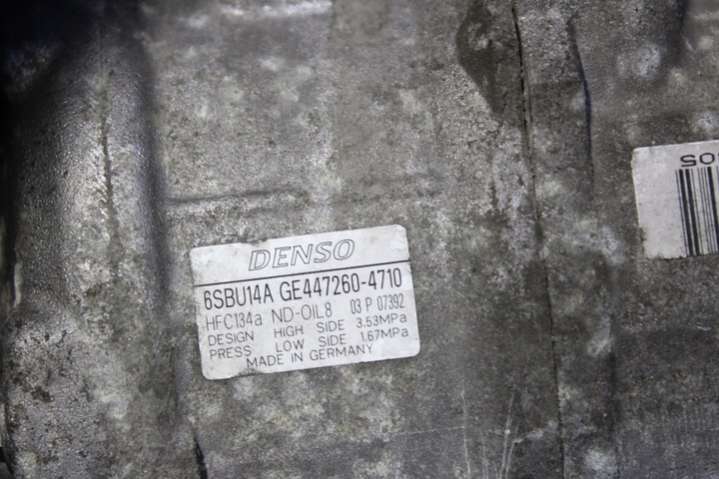 DENSO
6SBU14A GE447260-4710
HFC134a ND-OIL8 03 P 07392
DESIGN HIGH SIDE 3.53MPa
PRESS LOW SIDE 1.67MPa
MADE IN GERMANY